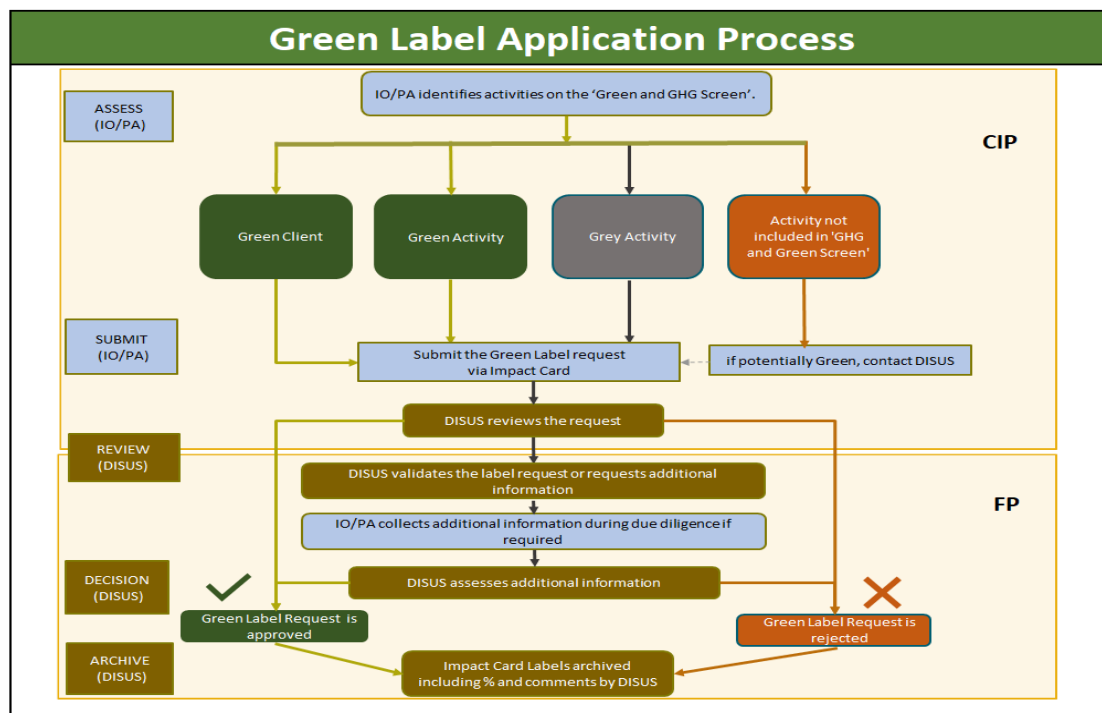 Green Label Application Process
ASSESS
(IO/PA)
IO/PA identifies activities on the ‘Green and GHG Screen’.
CIP
Green Client
Green Activity
Grey Activity
Activity not
included in 'GHG
and Green Screen'
SUBMIT
(IO/PA)
Submit the Green Label request
via Impact Card
if potentially Green, contact DISUS
DISUS reviews the request
REVIEW
(DISUS)
DISUS validates the label request or requests additional
information
FP
IO/PA collects additional information during due diligence if
required
DECISION
(DISUS)
DISUS assesses additional information
Green Label Request is
approved
Green Label Request is
rejected
ARCHIVE
(DISUS)
Impact Card Labels archived
including % and comments by DISUS